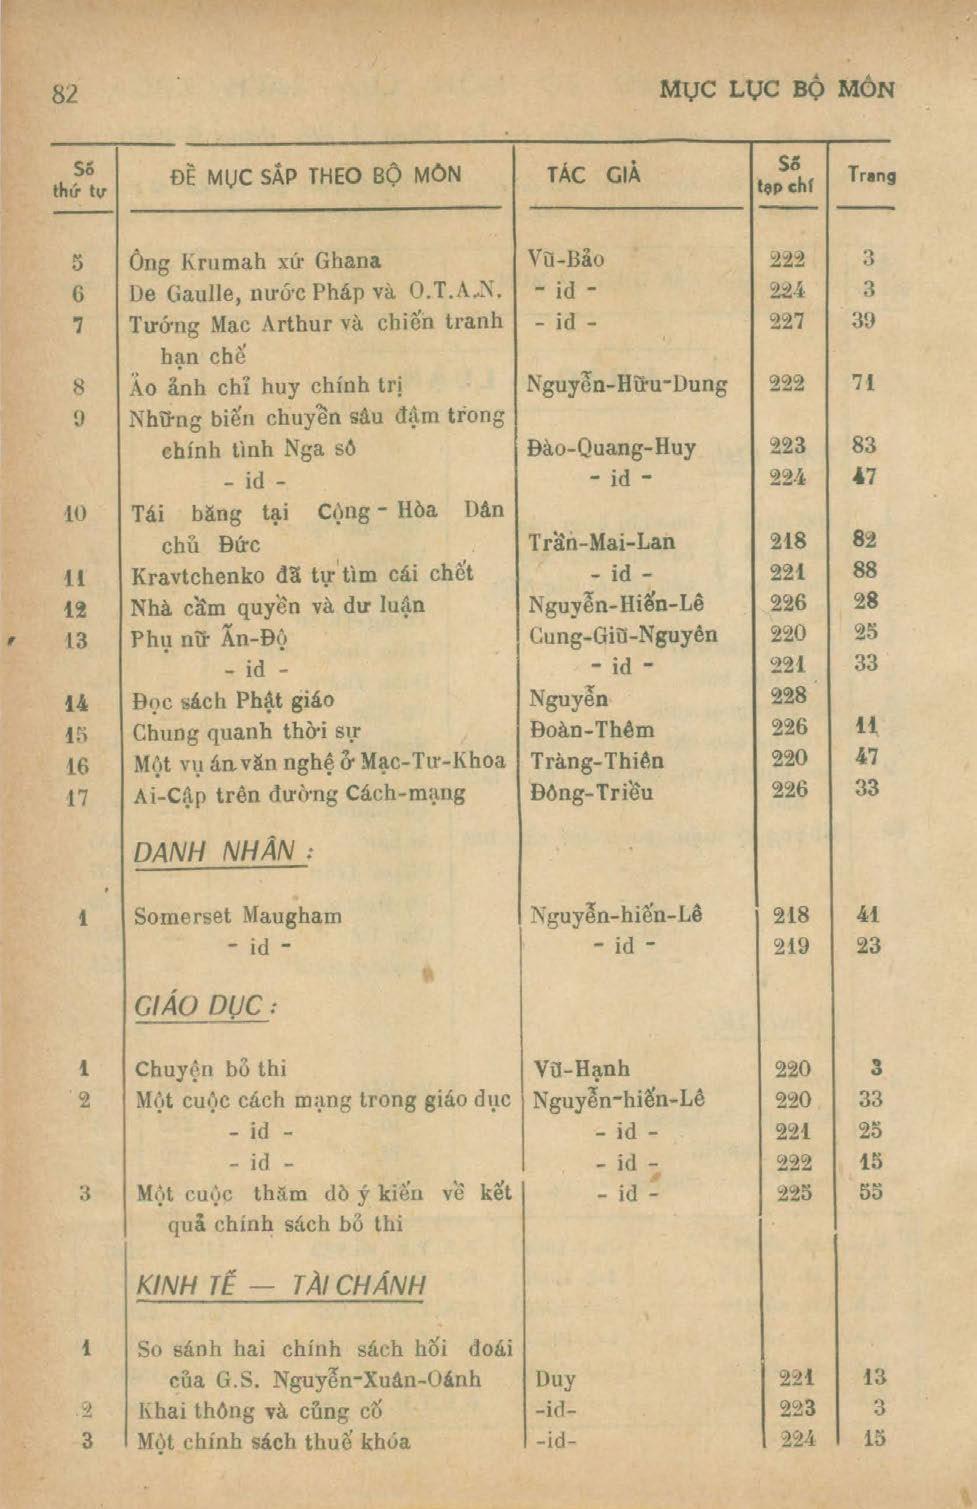 82 MỤC LỤC BỘ MÔN
Số thứ tự ĐỀ MỤC SẮP THEO BỘ MÔN TÁC GIẢ Số tạp chí Trang
5 Ông Krumah xứ Ghana Vũ-Bảo 222 3
6 De Gaulle, nước Pháp và O.T.A.N. - id - 224 3
7 Tướng Mac Arthur và chiến tranh - id - 227 39
hạn chế
8 Ảo ảnh chỉ huy chính trị Nguyễn-Hữu-Dung 222 71
9 Những biến chuyển sâu đậm trong
chính tình Nga sô Đào-Quang-Huy 223 83
- id - - id - 224 47
10 Tái băng tại Cộng - Hòa Dân
chủ Đức Trần-Mai-Lan 218 82
11 Kravtchenko đã tự tìm cái chết - id - 221 88
12 Nhà cầm quyền và dư luận Nguyễn-Hiến-Lê 226 28
13 Phụ nữ Ấn-Độ Cung-Giũ-Nguyên 220 25
- id - - id - 221 33
14 Đọc sách Phật giáo Nguyễn 228
15 Chung quanh thời sự Đoàn-Thêm 226 11
16 Một vụ án văn nghệ ở Mạc-Tư-Khoa Tràng-Thiên 220 47
17 Ai-Cập trên đường Cách-mạng Đông-Triều 226 33
DANH NHÂN :
1 Somerset Maugham Nguyễn-hiến-Lê 218 41
- id - - id - 219 23
GIÁO DỤC :
1 Chuyện bỏ thi Vũ-Hạnh 220 3
2 Một cuộc cách mạng trong giáo dục Nguyễn-hiến-Lê 220 33
- id - - id - 221 25
- id - - id - 222 15
3 Một cuộc thăm dò ý kiến về kết - id - 225 55
quả chính sách bỏ thi
KINH TẾ — TÀI CHÁNH
1 So sánh hai chính sách hối đoái
của G.S. Nguyễn-Xuân-Oánh Duy 221 13
2 Khai thông và củng cố -id- 223 3
3 Một chính sách thuế khóa -id- 224 15